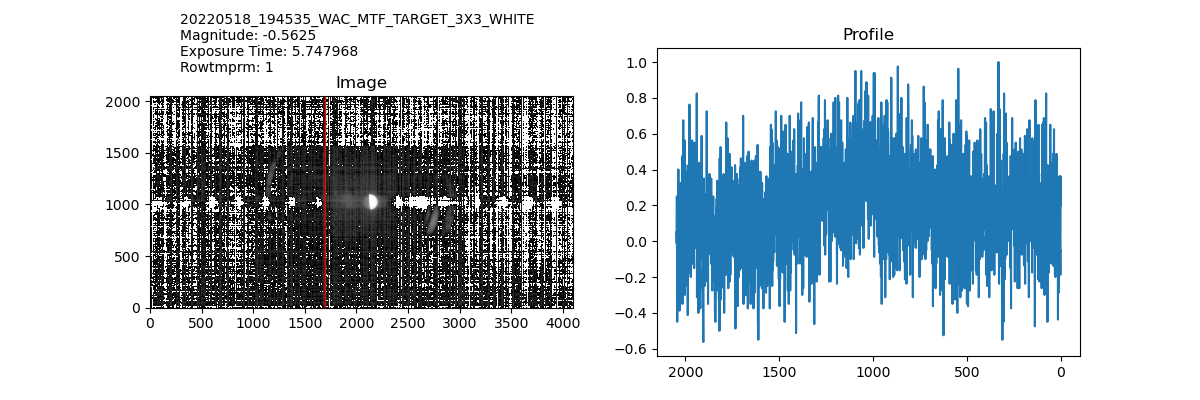 20220518_194535_WAC_MTF_TARGET_3X3_WHITE
Magnitude: -0.5625
Exposure Time: 5.747968
Rowtmprm: 1
Image
2000
1500
1000
500
0
0 500 1000 1500 2000 2500 3000 3500 4000
Profile
1.0
0.8
0.6
0.4
0.2
0.0
−0.2
−0.4
−0.6
2000 1500 1000 500 0